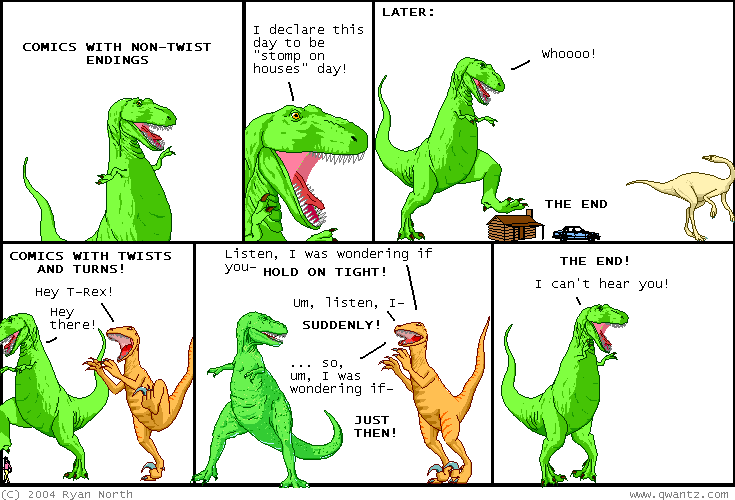 COMICS WITH NON-TWIST
ENDINGS
I declare this
day to be
"stomp on
houses" day!
LATER:
Whoooo!
THE END
COMICS WITH TWISTS
AND TURNS!
Hey T-Rex!
Hey
there!
Listen, I was wondering if
you- HOLD ON TIGHT!
Um, listen, I-
SUDDENLY!
... so,
um, I was
wondering if-
JUST
THEN!
THE END!
I can't hear you!
(C) 2004 Ryan North
www.qwantz.com